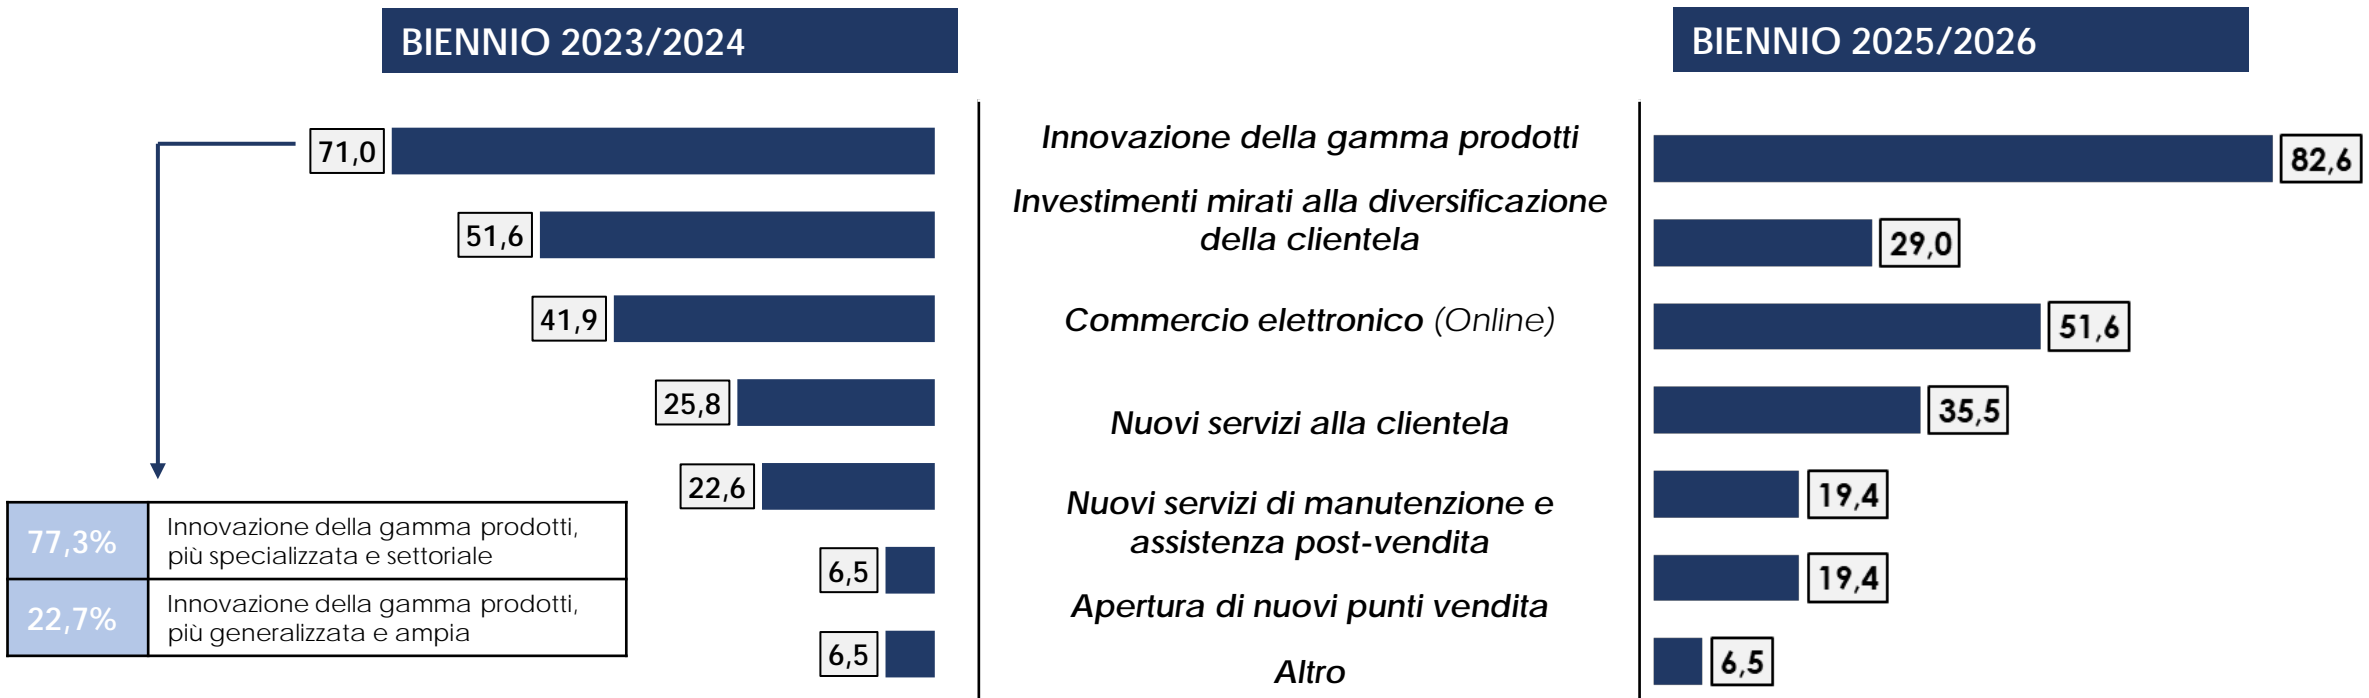 BIENNIO 2023/2024
BIENNIO 2025/2026
71,0
51,6
41,9
25,8
22,6
6,5
6,5
77,3%
Innovazione della gamma prodotti,
più specializzata e settoriale
22,7%
Innovazione della gamma prodotti,
più generalizzata e ampia
Innovazione della gamma prodotti
Investimenti mirati alla diversificazione
della clientela
Commercio elettronico (Online)
Nuovi servizi alla clientela
Nuovi servizi di manutenzione e
assistenza post-vendita
Apertura di nuovi punti vendita
Altro
82,6
29,0
51,6
35,5
19,4
19,4
6,5